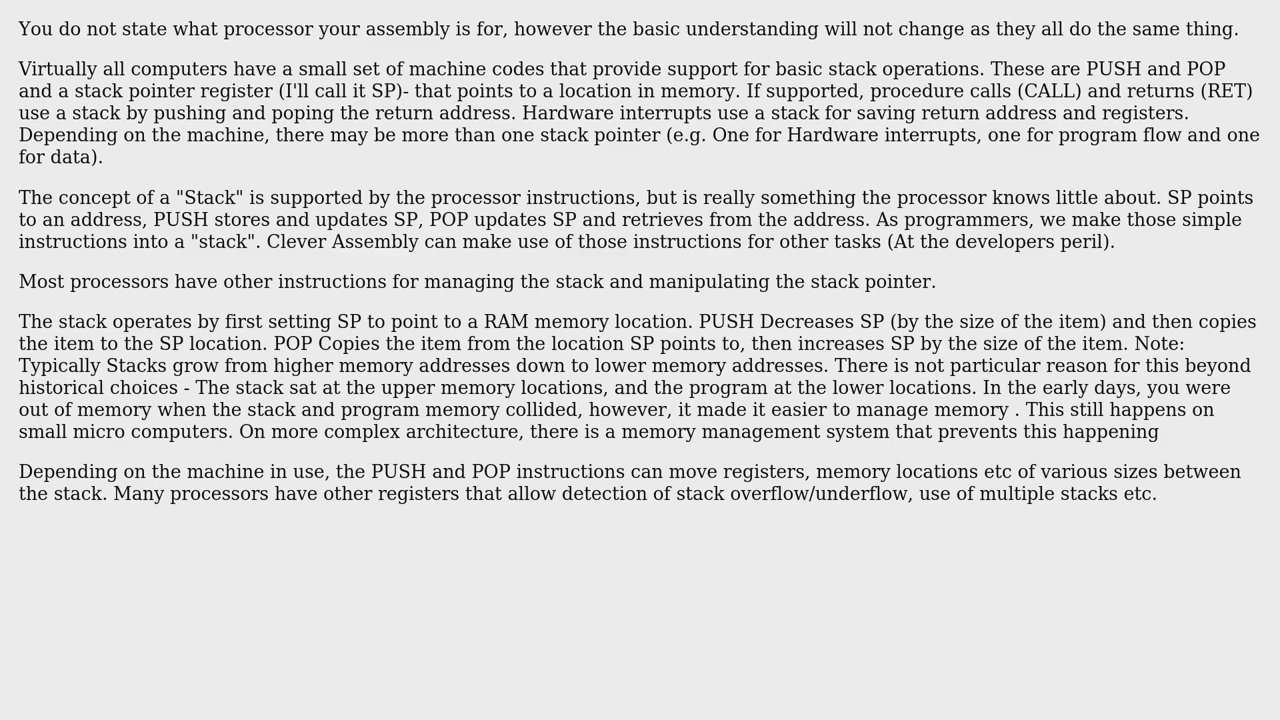 You do not state what processor your assembly is for, however the basic understanding will not change as they all do the same thing.
Virtually all computers have a small set of machine codes that provide support for basic stack operations. These are PUSH and POP
and a stack pointer register (I'll call it SP)- that points to a location in memory. If supported, procedure calls (CALL) and returns (RET)
use a stack by pushing and poping the return address. Hardware interrupts use a stack for saving return address and registers.
Depending on the machine, there may be more than one stack pointer (e.g. One for Hardware interrupts, one for program flow and one
for data).
The concept of a "Stack" is supported by the processor instructions, but is really something the processor knows little about. SP points
to an address, PUSH stores and updates SP, POP updates SP and retrieves from the address. As programmers, we make those simple
instructions into a "stack". Clever Assembly can make use of those instructions for other tasks (At the developers peril).
Most processors have other instructions for managing the stack and manipulating the stack pointer.
The stack operates by first setting SP to point to a RAM memory location. PUSH Decreases SP (by the size of the item) and then copies
the item to the SP location. POP Copies the item from the location SP points to, then increases SP by the size of the item. Note:
Typically Stacks grow from higher memory addresses down to lower memory addresses. There is not particular reason for this beyond
historical choices - The stack sat at the upper memory locations, and the program at the lower locations. In the early days, you were
out of memory when the stack and program memory collided, however, it made it easier to manage memory . This still happens on
small micro computers. On more complex architecture, there is a memory management system that prevents this happening
Depending on the machine in use, the PUSH and POP instructions can move registers, memory locations etc of various sizes between
the stack. Many processors have other registers that allow detection of stack overflow/underflow, use of multiple stacks etc.